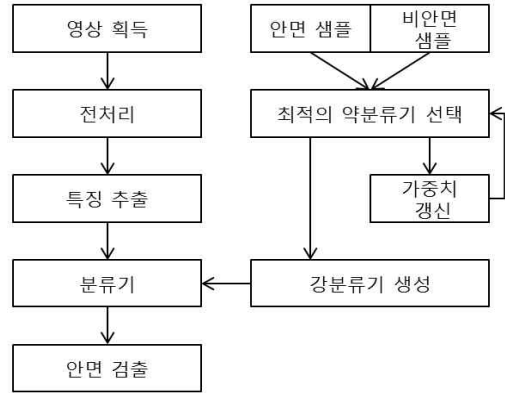 영상 획득
전처리
특징 추출
분류기
안면 검출
안면 샘플
비안면
샘플
최적의 약분류기 선택
가중치
갱신
강분류기 생성